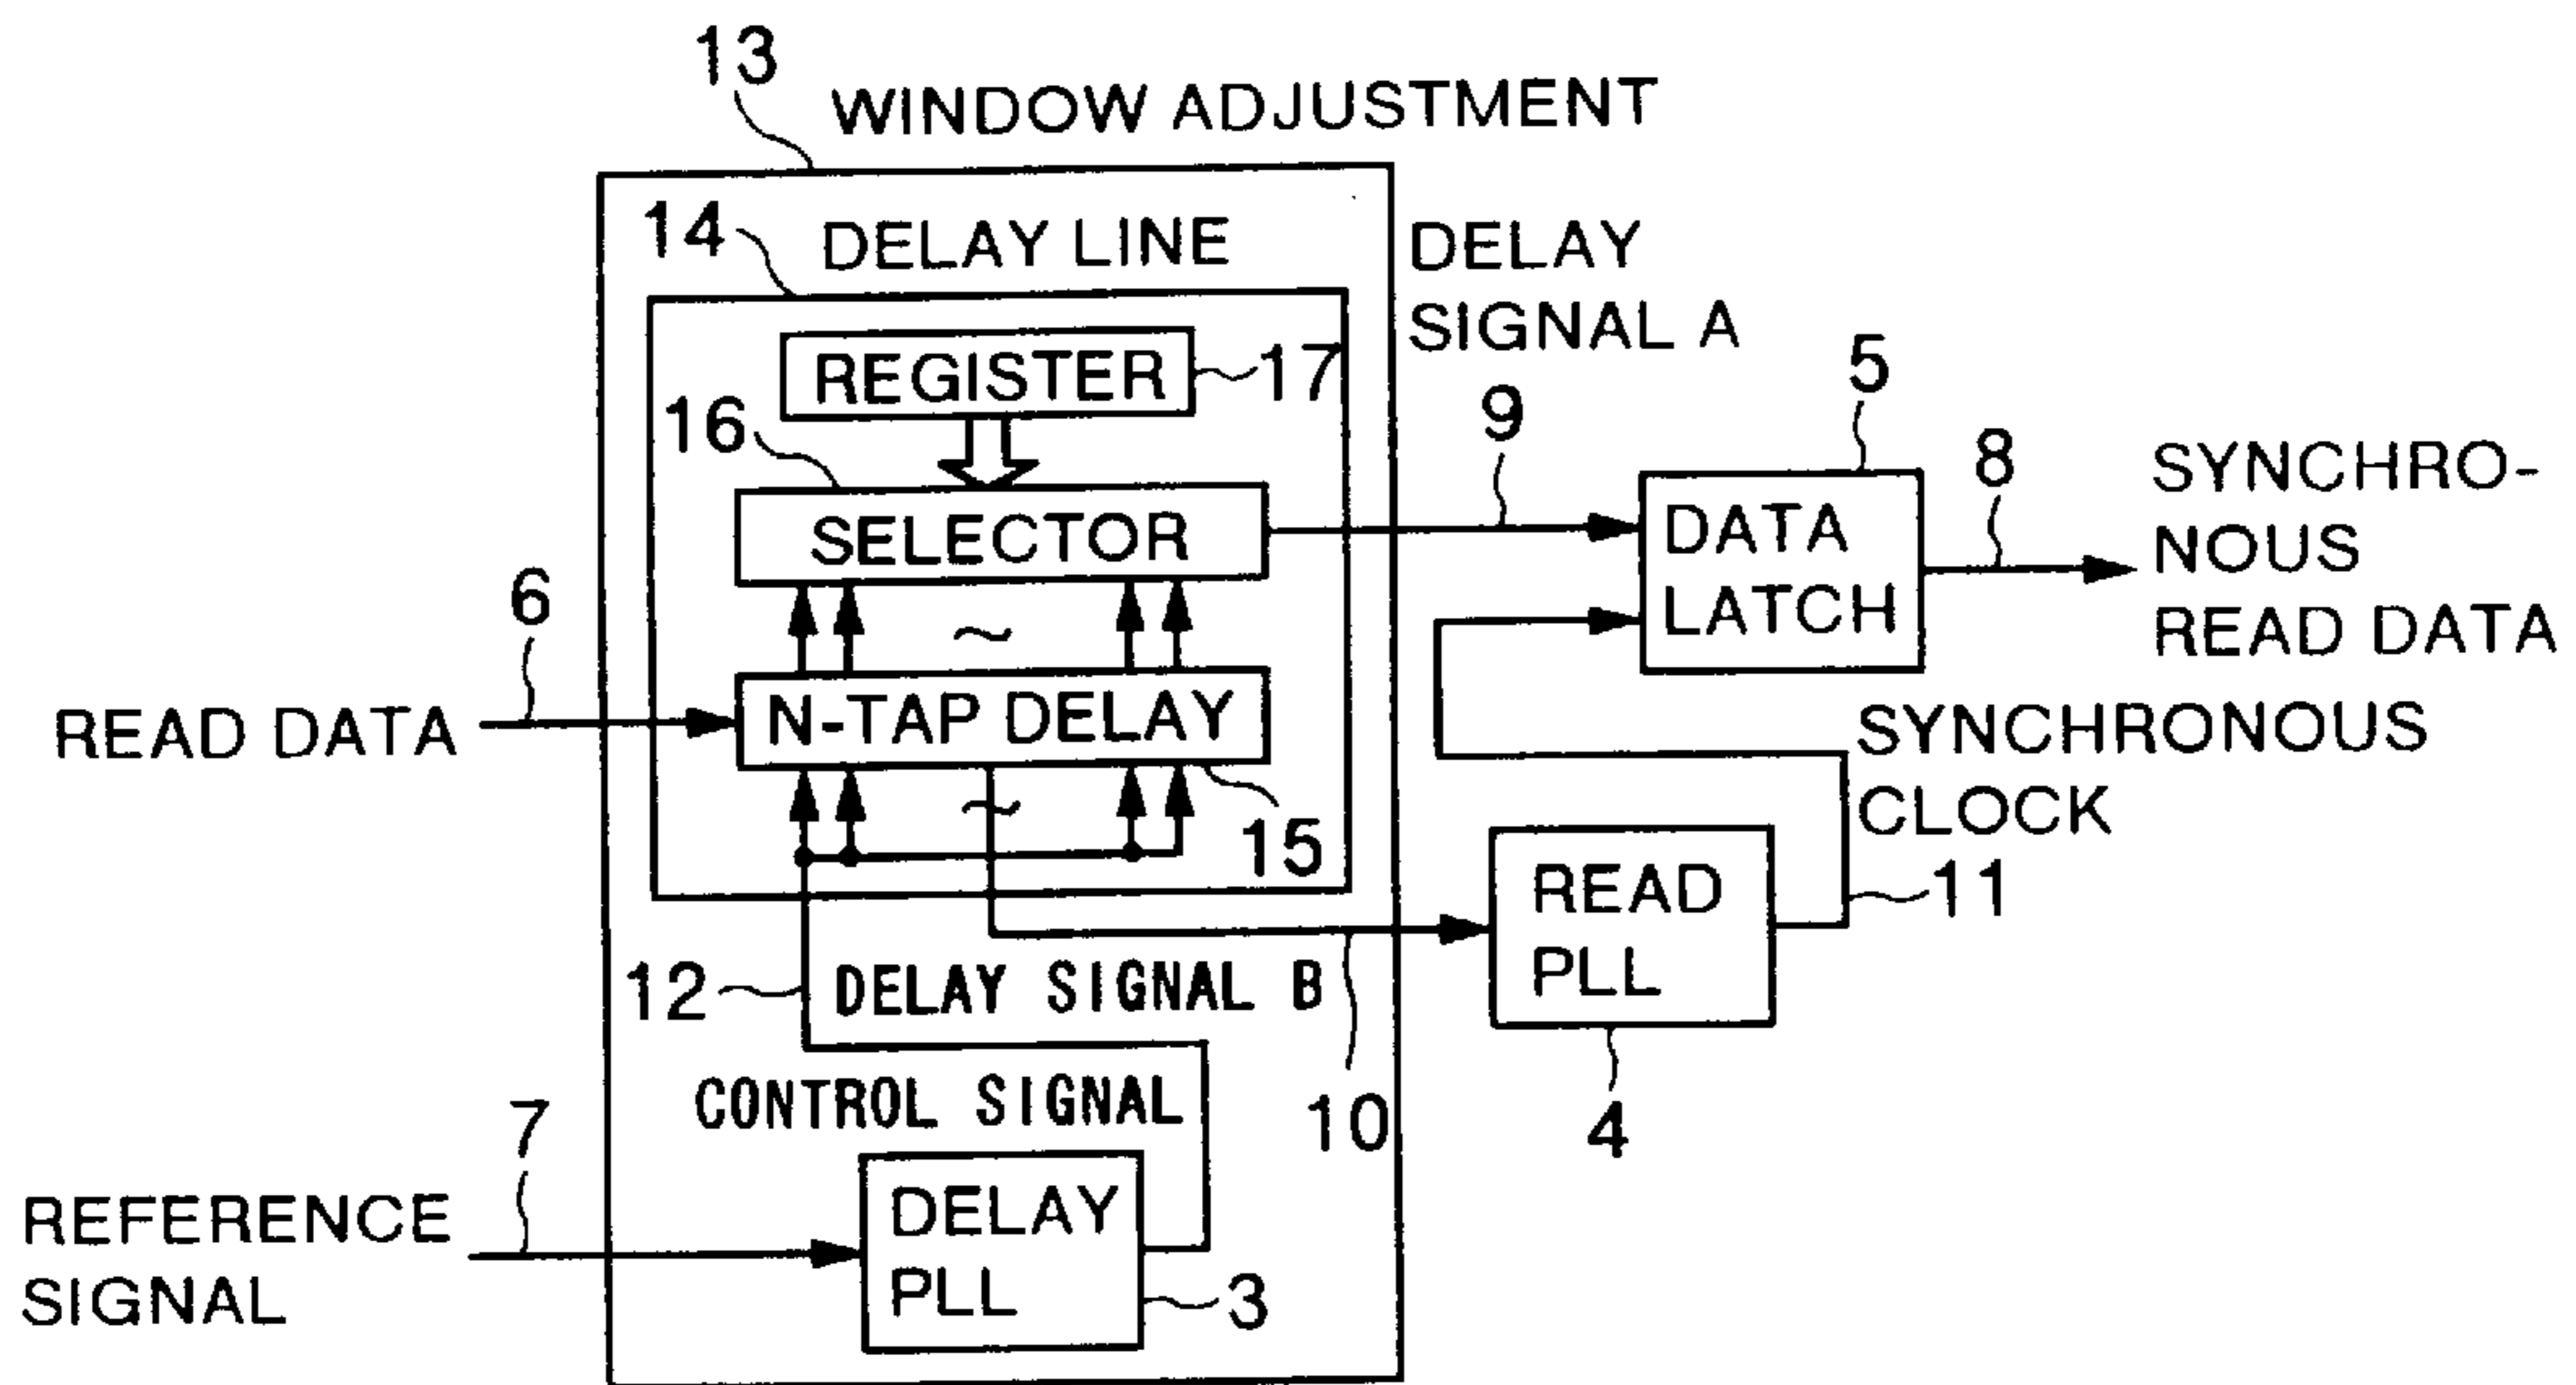 13
WINDOW ADJUSTMENT
14
DELAY LINE
DELAY
SIGNAL A
REGISTER
17
16
SELECTOR
9
5
DATA
LATCH
8
SYNCHRO-
NOUS
READ DATA
6
READ DATA
N-TAP DELAY
15
SYNCHRONOUS
CLOCK
11
READ
PLL
4
12
DELAY SIGNAL B
10
CONTROL SIGNAL
7
REFERENCE
SIGNAL
DELAY
PLL
3